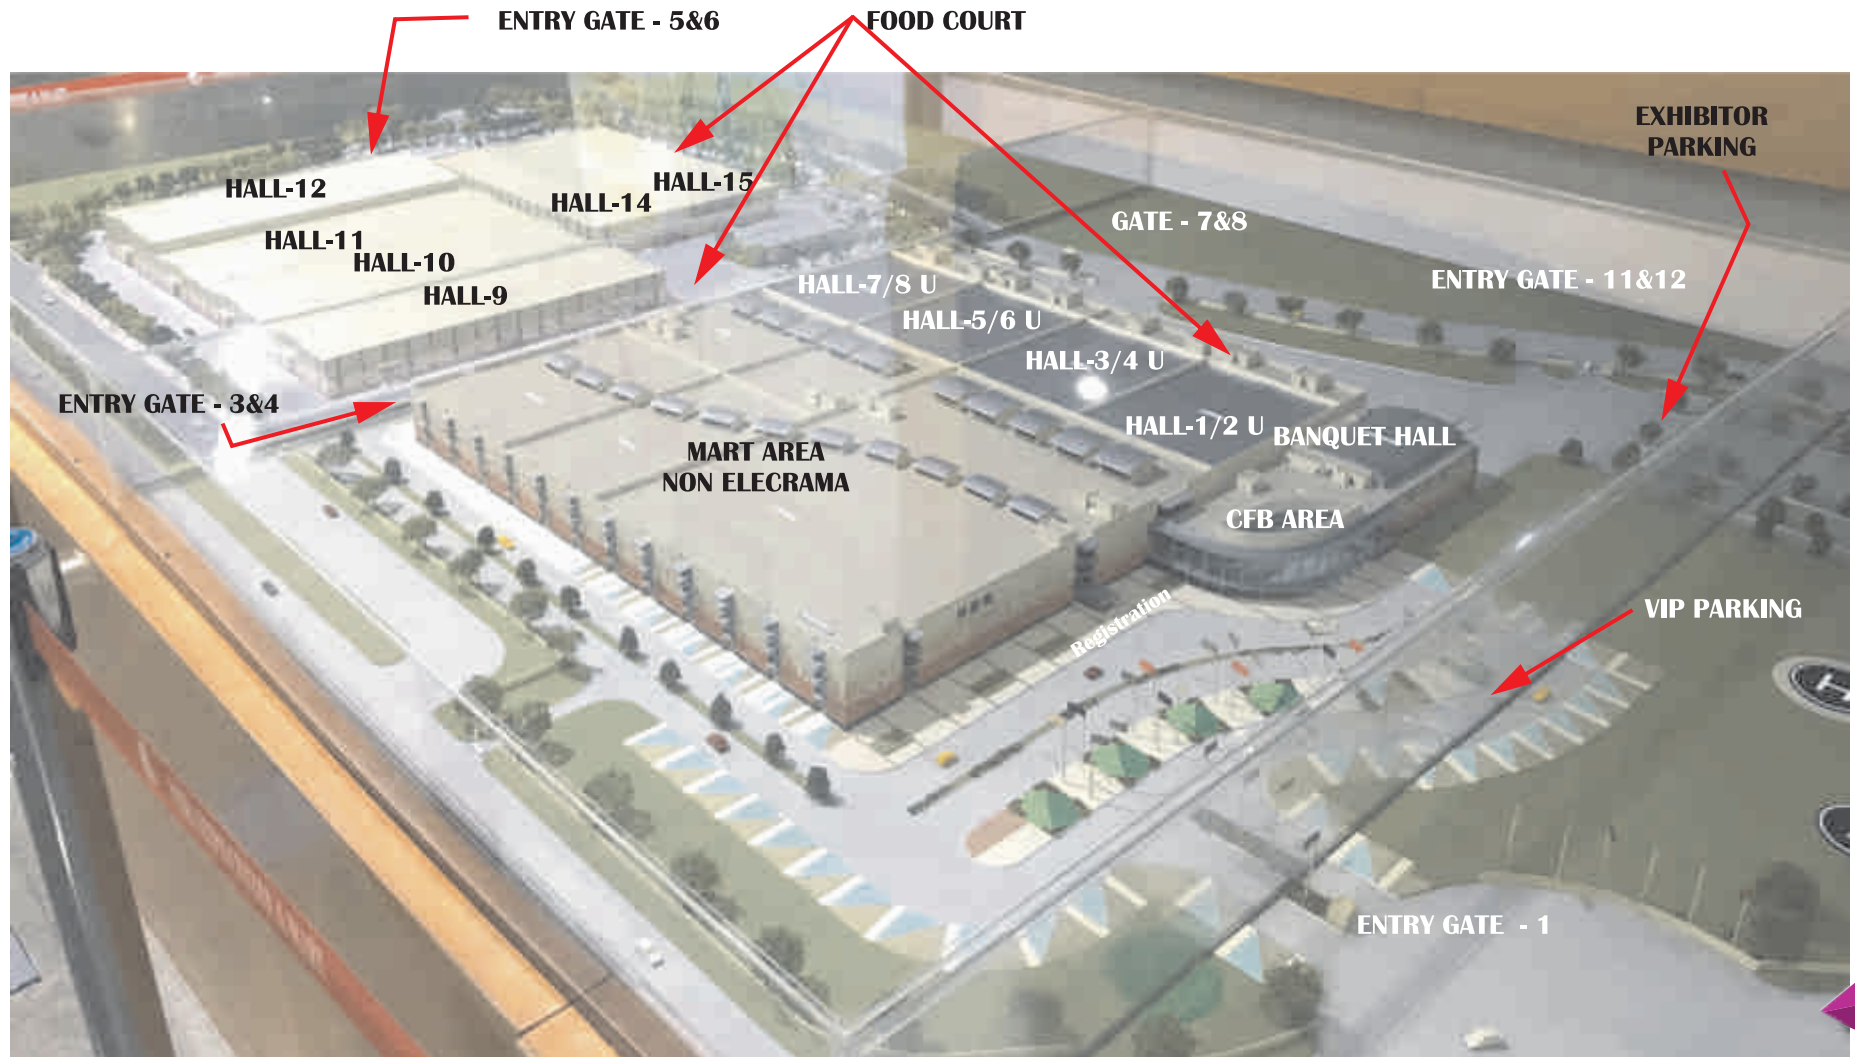 ENTRY GATE - 5&6
FOOD COURT
EXHIBITOR
PARKING
HALL-12
HALL-15
HALL-14
GATE - 7&8
HALL-11
HALL-10
HALL-9
HALL-7/8 U
ENTRY GATE - 11&12
HALL-5/6 U
HALL-3/4 U
ENTRY GATE - 3&4
HALL-1/2 U
BANQUET HALL
MART AREA
NON ELECRAMA
CFB AREA
Registration
VIP PARKING
H
ENTRY GATE - 1